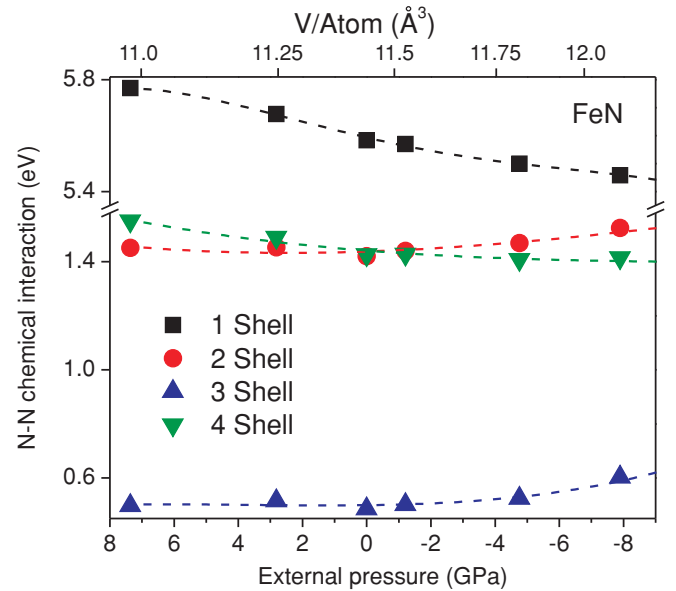 V/Atom (Å³)
11.0 11.25 11.5 11.75 12.0
5.8
5.4
1.4
1.0
0.6
N-N chemical interaction (eV)
FeN
1 Shell
2 Shell
3 Shell
4 Shell
8 6 4 2 0 -2 -4 -6 -8
External pressure (GPa)